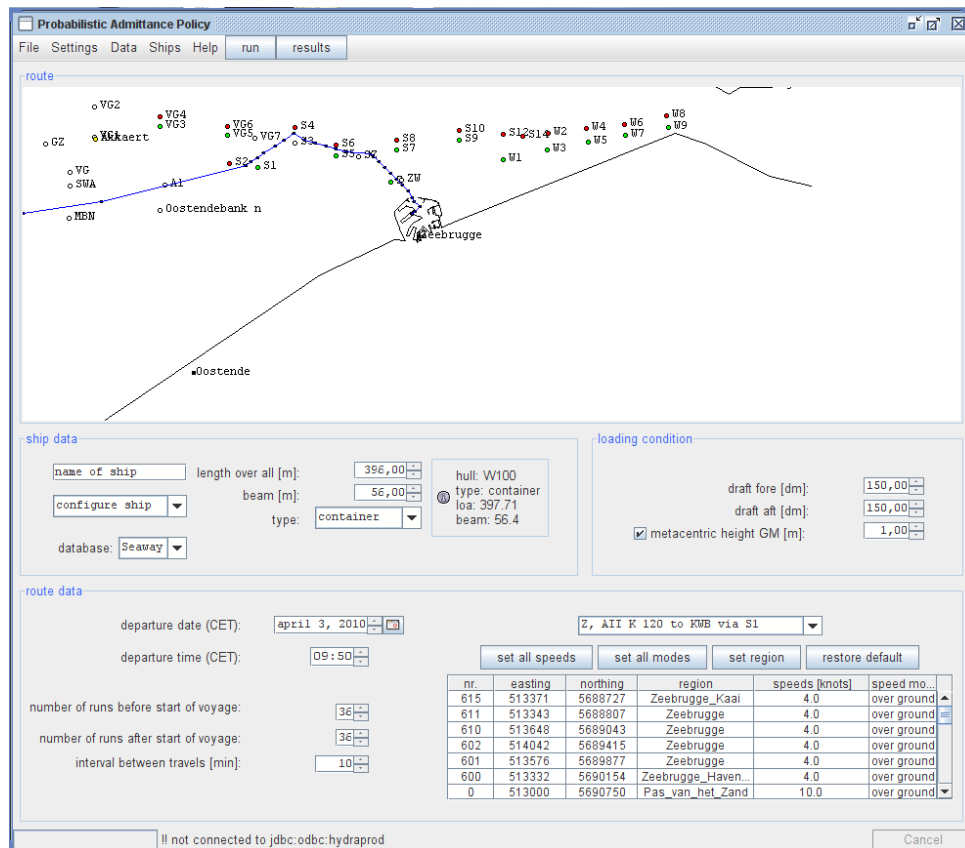 Probabilistic Admittance Policy
File Settings Data Ships Help run results
route
VG2
VG4
VG3
VG6
VG5
VG7
S4
S3
S6
S5
S8
S7
S10
S9
S12
S14
W2
W4
W6
W8
W9
W7
W5
W3
W1
GZ
Akkaert
VG
SWA
MBN
A1
Oostendebank n
S2
S1
SZ
ZW
Zeebrugge
Oostende
ship data
name of ship
configure ship
database: Seaway
length over all [m]: 396,00
beam [m]: 56,00
type: container
hull: W100
type: container
loa: 397.71
beam: 56.4
loading condition
draft fore [dm]: 150,00
draft aft [dm]: 150,00
metacentric height GM [m]: 1,00
route data
departure date (CET): april 3, 2010
departure time (CET): 09:50
number of runs before start of voyage: 36
number of runs after start of voyage: 36
interval between travels [min]: 10
Z, AII K 120 to KWB via S1
set all speeds set all modes set region restore default
nr. easting northing region speeds [knots] speed mo...
615 513371 5688727 Zeebrugge_Kaai 4.0 over ground
611 513343 5688807 Zeebrugge 4.0 over ground
610 513648 5689043 Zeebrugge 4.0 over ground
602 514042 5689415 Zeebrugge 4.0 over ground
601 513576 5689877 Zeebrugge 4.0 over ground
600 513332 5690154 Zeebrugge_Haven... 4.0 over ground
0 513000 5690750 Pas_van_het_Zand 10.0 over ground
!! not connected to jdbc:odbc:hydraprod
Cancel